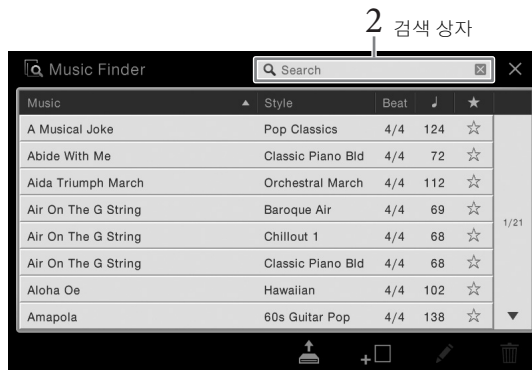 2 검색 상자
Music Finder Search
Music Style Beat ♩ ★
A Musical Joke Pop Classics 4/4 124 ☆
Abide With Me Classic Piano Bld 4/4 72 ☆
Aida Triumph March Orchestral March 4/4 112 ☆
Air On The G String Baroque Air 4/4 69 ☆
Air On The G String Chillout 1 4/4 68 ☆
Air On The G String Classic Piano Bld 4/4 68 ☆
Aloha Oe Hawaiian 4/4 102 ☆
Amapola 60s Guitar Pop 4/4 138 ☆
1/21